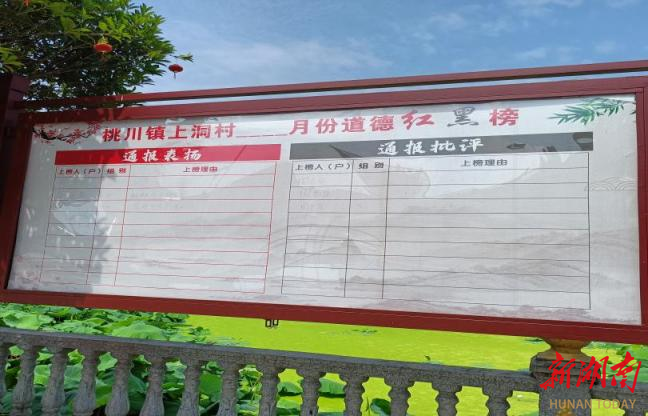 桃川镇上洞村____月份道德红黑榜
通报表扬
上榜人（户） 组 别 上榜理由
通报批评
上榜人（户） 组 别 上榜理由
新湖南
HUNAN TODAY